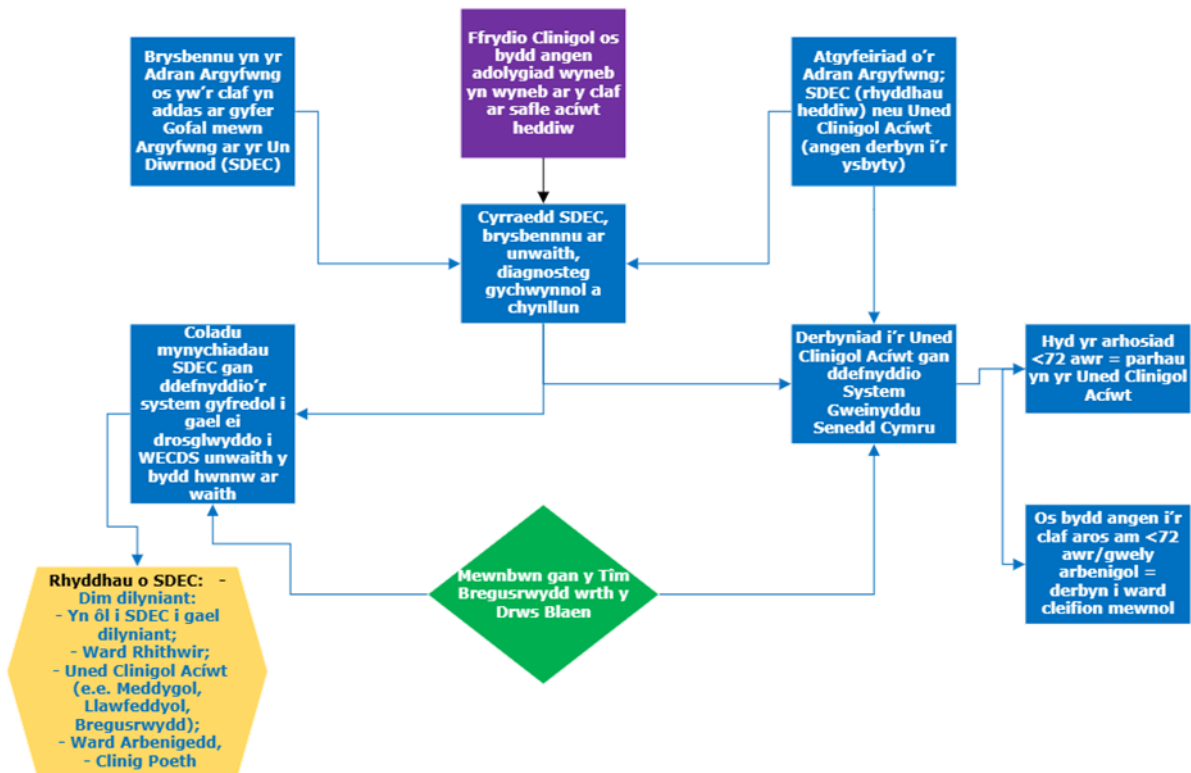 Brysbennu yn yr
Adran Argyfwng
os yw'r claf yn
addas ar gyfer
Gofal mewn
Argyfwng ar yr Un
Diwrnod (SDEC)
Ffrydio Clinigol os
bydd angen
adolygiad wyneb
yn wyneb ar y claf
ar safle acíwt
heddiw
Atgyfeiriad o'r
Adran Argyfwng;
SDEC (rhyddhau
heddiw) neu Uned
Clinigol Acíwt
(angen derbyn i'r
ysbyty)
Cyrraedd SDEC,
brysbennnu ar
unwaith,
diagnosteg
gychwynnol a
chynllun
Coladu
mynychiadau
SDEC gan
ddefnyddio'r
system gyfredol i
gael ei
drosglwyddo i
WECDS unwaith y
bydd hwnnw ar
waith
Derbyniad i'r Uned
Clinigol Acíwt gan
ddefnyddio
System
Gweinyddu
Senedd Cymru
Hyd yr arhosiad
<72 awr = parhau
yn yr Uned Clinigol
Acíwt
Os bydd angen i'r
claf aros am <72
awr/gwely
arbenigol =
derbyn i ward
cleifion mewnol
Mewnbwn gan y Tîm
Bregusrwydd wrth y
Drws Blaen
Rhyddhau o SDEC: -
Dim dilyniant:
- Yn ôl i SDEC i gael
dilyniant;
- Ward Rhithwir;
- Uned Clinigol Acíwt
(e.e. Meddygol,
Llawfeddyol,
Bregusrwydd);
- Ward Arbenigedd,
- Clinig Poeth